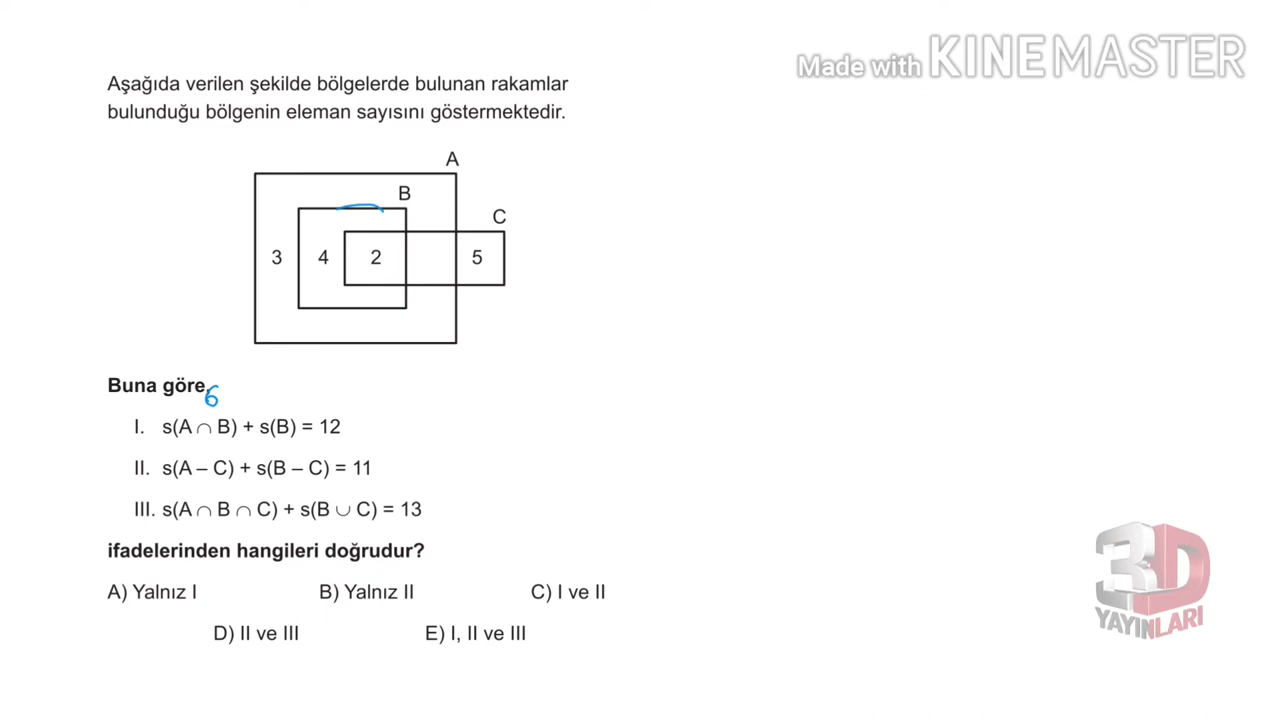 Made with KINEMASTER
Aşağıda verilen şekilde bölgelerde bulunan rakamlar
bulunduğu bölgenin eleman sayısını göstermektedir.
A
B
C
3 4 2 5
Buna göre,
6
I. s(A ∩ B) + s(B) = 12
II. s(A – C) + s(B – C) = 11
III. s(A ∩ B ∩ C) + s(B ∪ C) = 13
ifadelerinden hangileri doğrudur?
A) Yalnız I B) Yalnız II C) I ve II
D) II ve III E) I, II ve III
3D
YAYINLARI